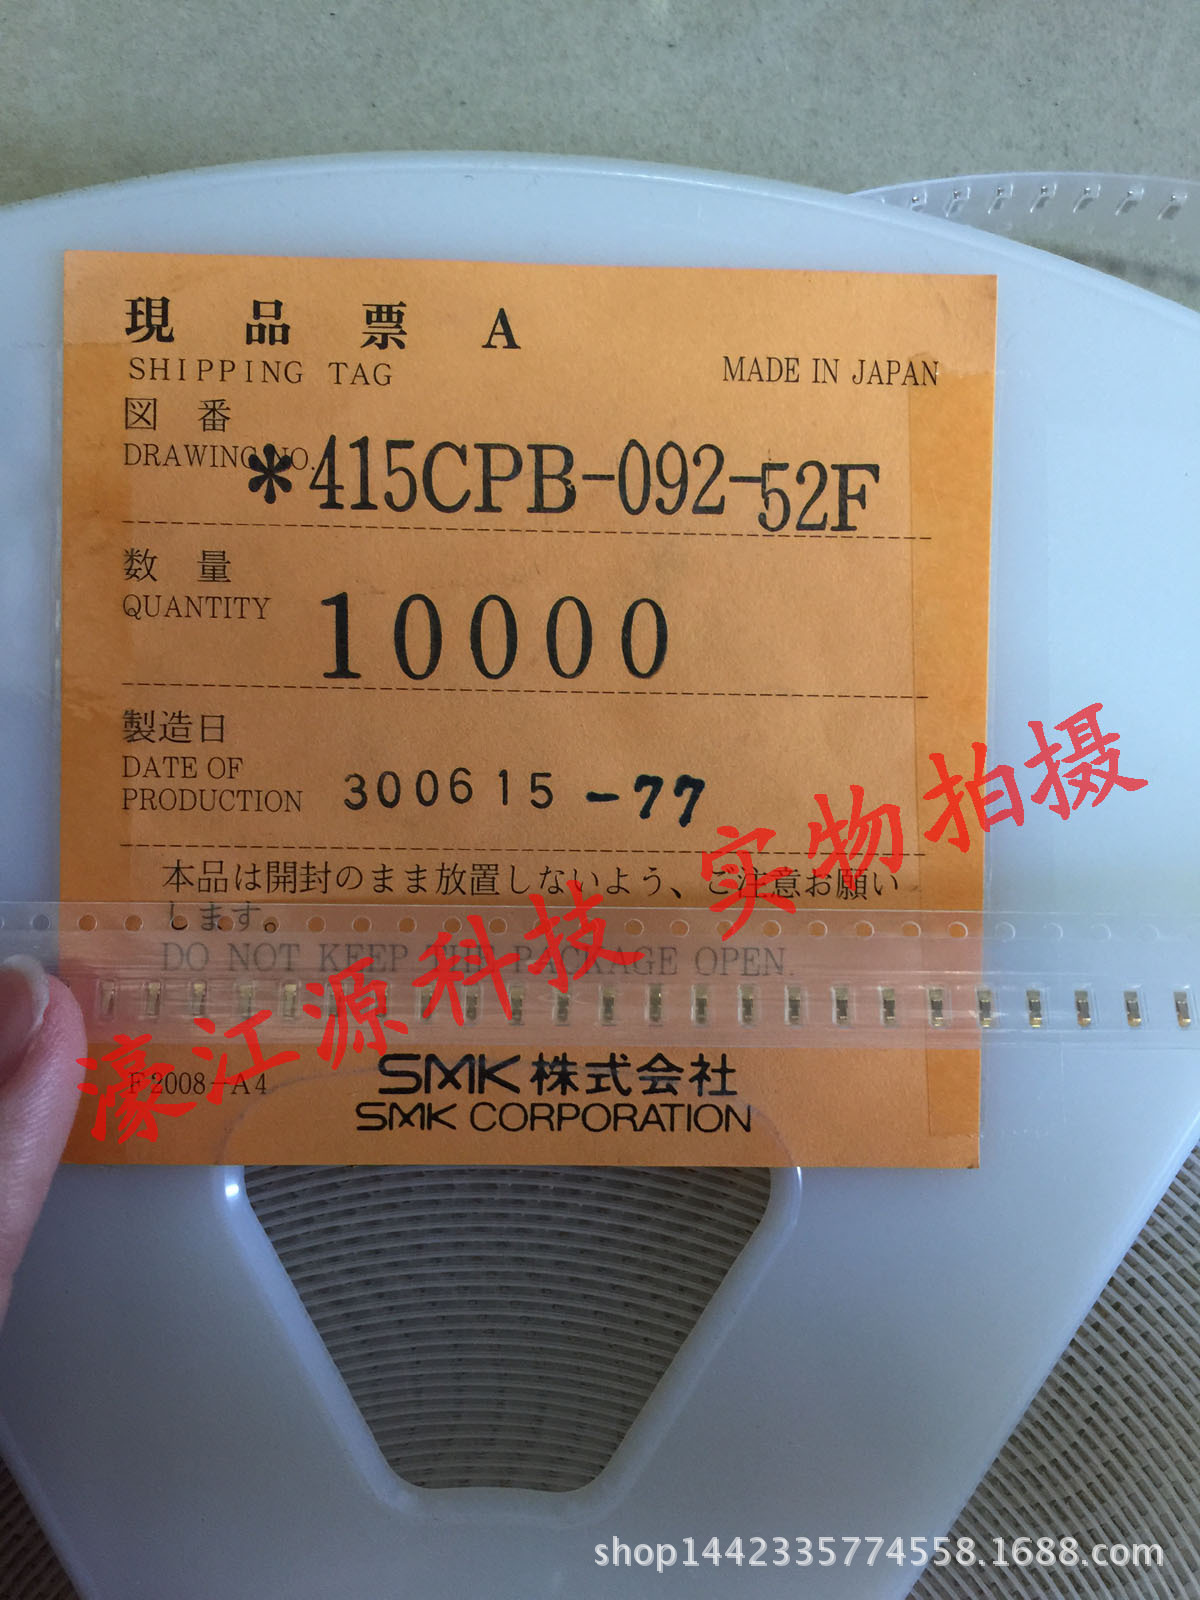 現品票A
SHIPPING TAG
MADE IN JAPAN
図番
DRAWING NO.
*415CPB-092-52F
数量
QUANTITY
10000
製造日
DATE OF
PRODUCTION
300615 -77
本品は開封のまま放置しないよう、ご注意お願い
します。
DO NOT KEEP THE PACKAGE OPEN.
濠江源科技 实物拍摄
F2008-A4
SMK株式会社
SMK CORPORATION
shop1442335774558.1688.com